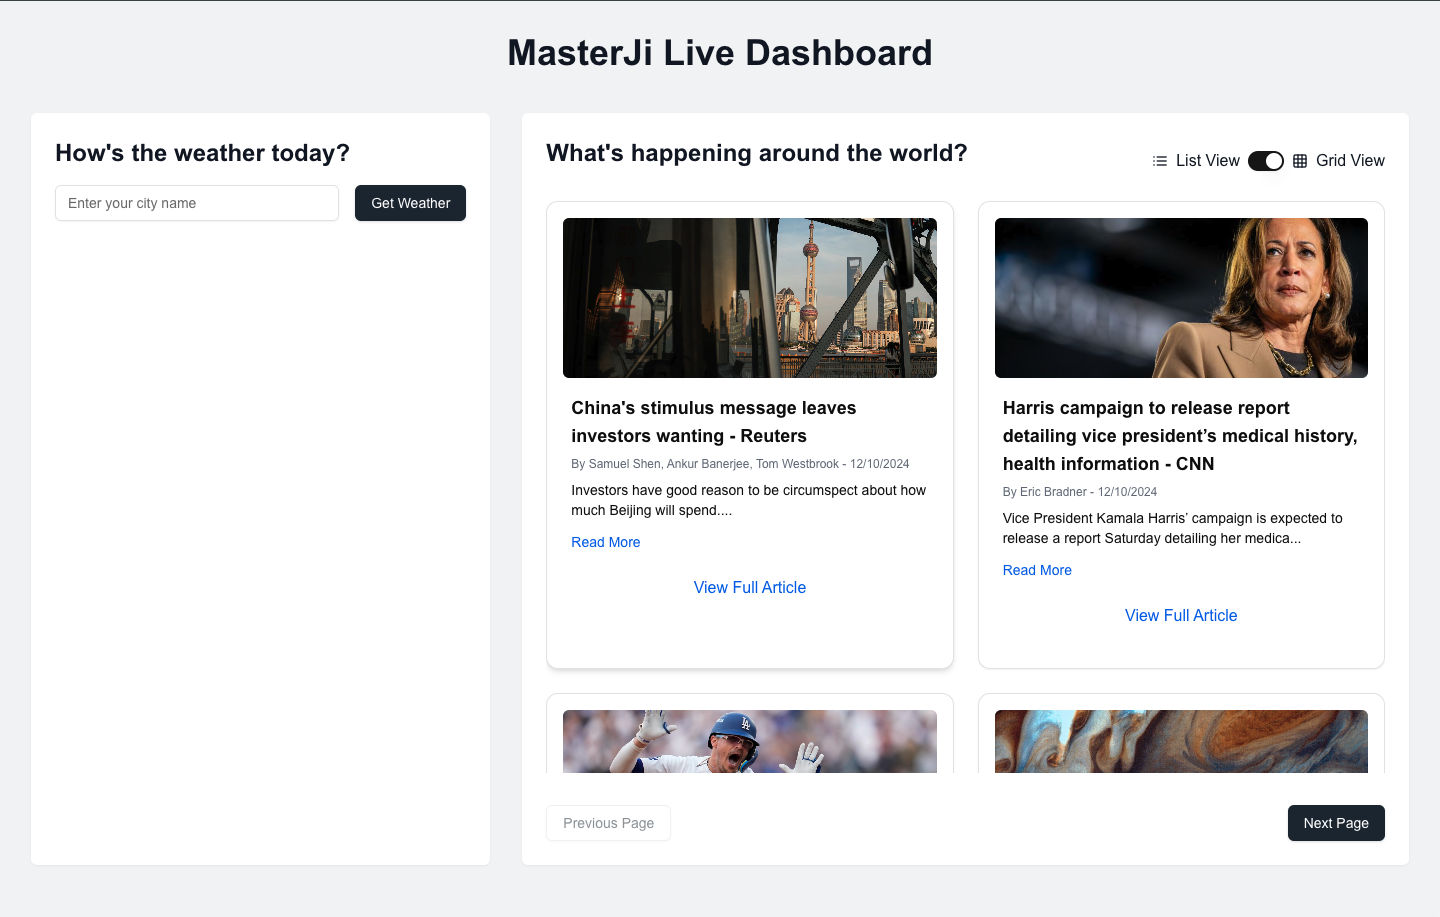 MasterJi Live Dashboard
How's the weather today?
Enter your city name
Get Weather
What's happening around the world?
List View
Grid View
China's stimulus message leaves
investors wanting - Reuters
By Samuel Shen, Ankur Banerjee, Tom Westbrook - 12/10/2024
Investors have good reason to be circumspect about how
much Beijing will spend....
Read More
View Full Article
Harris campaign to release report
detailing vice president’s medical history,
health information - CNN
By Eric Bradner - 12/10/2024
Vice President Kamala Harris’ campaign is expected to
release a report Saturday detailing her medica...
Read More
View Full Article
LA
Previous Page
Next Page